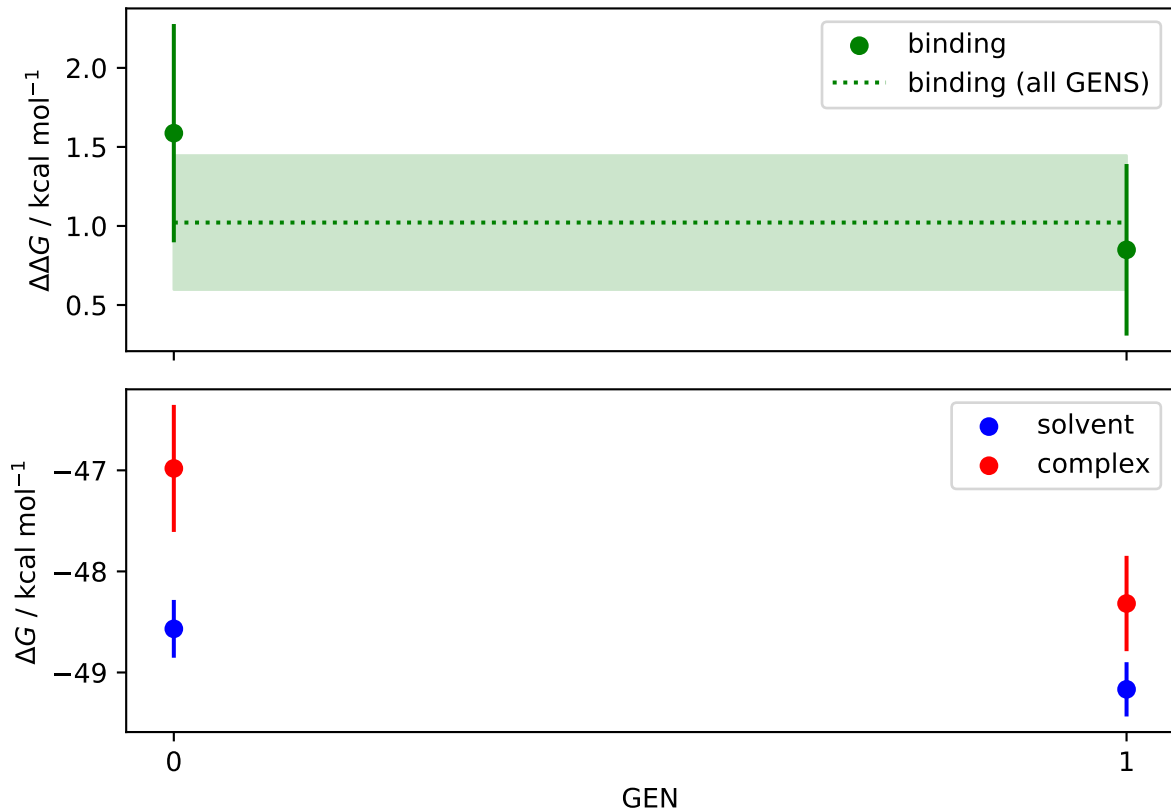 2.0
1.5
1.0
0.5
ΔΔG / kcal mol⁻¹
binding
binding (all GENS)
−47
−48
−49
ΔG / kcal mol⁻¹
solvent
complex
0
1
GEN